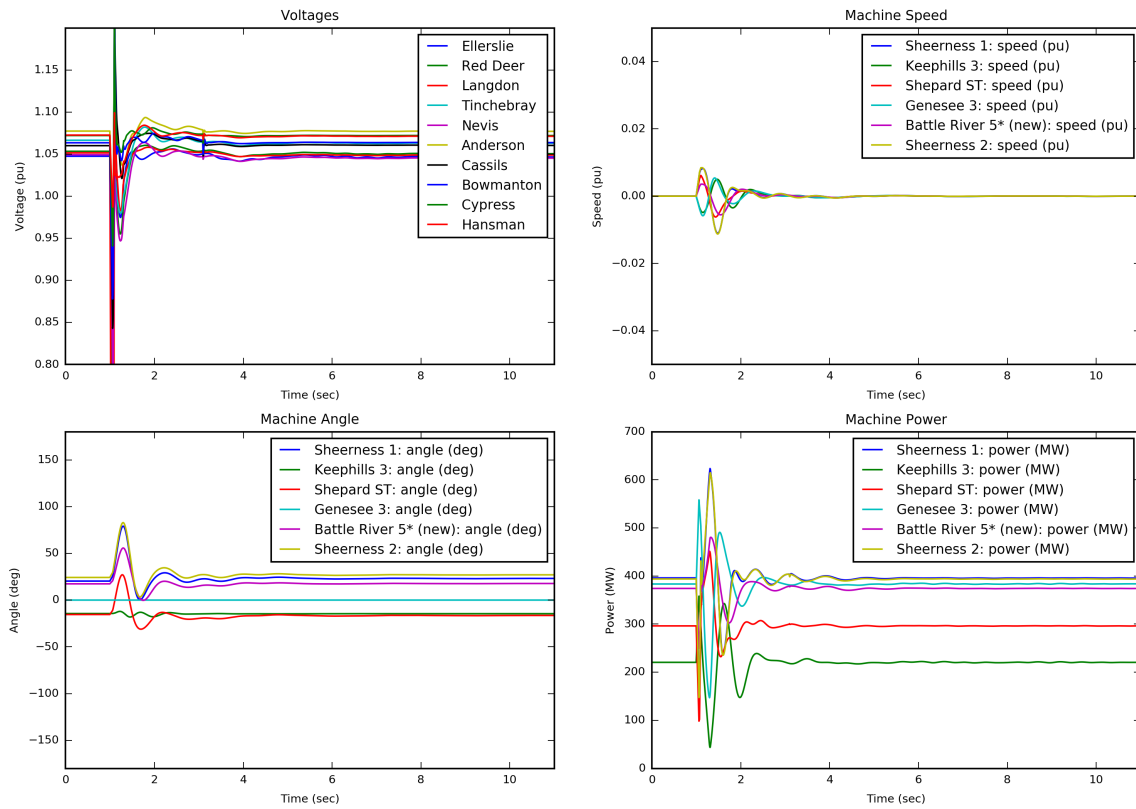 Voltages
1.15
1.10
1.05
1.00
0.95
0.90
0.85
0.80
Voltage (pu)
0 2 4 6 8 10
Time (sec)
Ellerslie
Red Deer
Langdon
Tinchebray
Nevis
Anderson
Cassils
Bowmanton
Cypress
Hansman
Machine Speed
0.04
0.02
0.00
−0.02
−0.04
Speed (pu)
0 2 4 6 8 10
Time (sec)
Sheerness 1: speed (pu)
Keephills 3: speed (pu)
Shepard ST: speed (pu)
Genesee 3: speed (pu)
Battle River 5* (new): speed (pu)
Sheerness 2: speed (pu)
Machine Angle
150
100
50
0
−50
−100
−150
Angle (deg)
0 2 4 6 8 10
Time (sec)
Sheerness 1: angle (deg)
Keephills 3: angle (deg)
Shepard ST: angle (deg)
Genesee 3: angle (deg)
Battle River 5* (new): angle (deg)
Sheerness 2: angle (deg)
Machine Power
700
600
500
400
300
200
100
0
Power (MW)
0 2 4 6 8 10
Time (sec)
Sheerness 1: power (MW)
Keephills 3: power (MW)
Shepard ST: power (MW)
Genesee 3: power (MW)
Battle River 5* (new): power (MW)
Sheerness 2: power (MW)